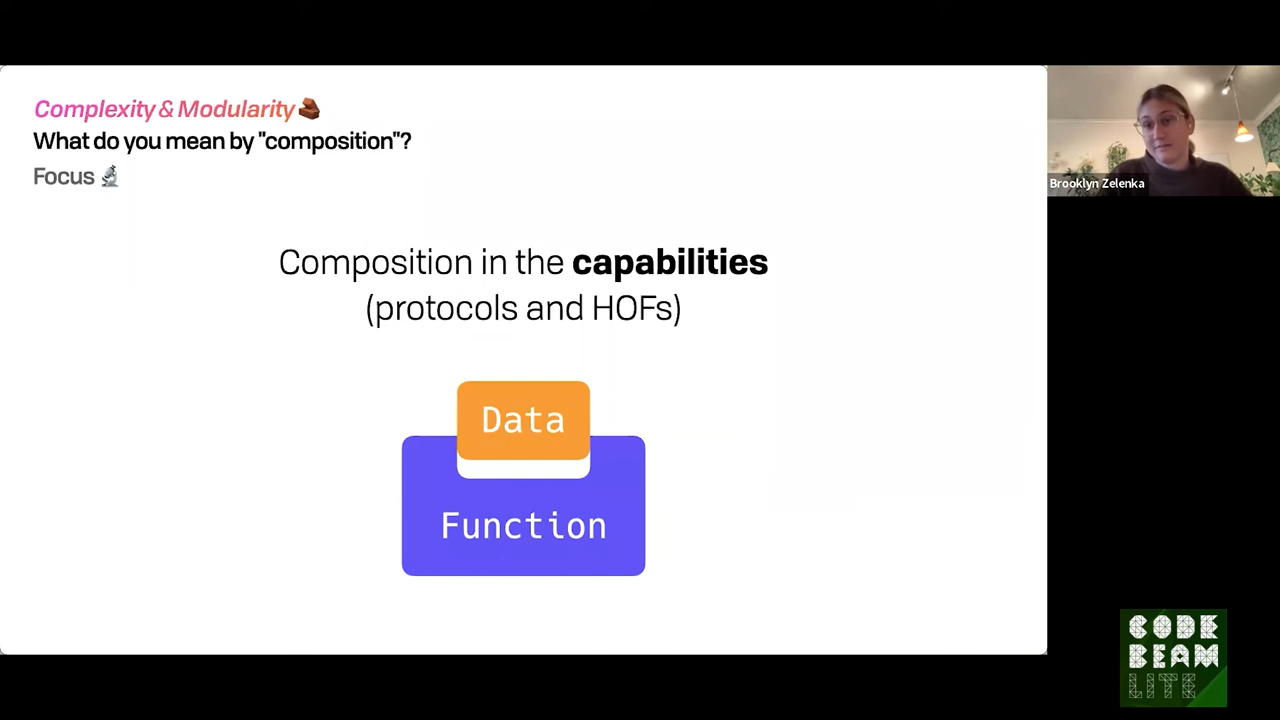 Complexity & Modularity
What do you mean by "composition"?
Focus
Composition in the capabilities
(protocols and HOFs)
Data
Function
Brooklyn Zelenka
CODE
BEAM
LITE